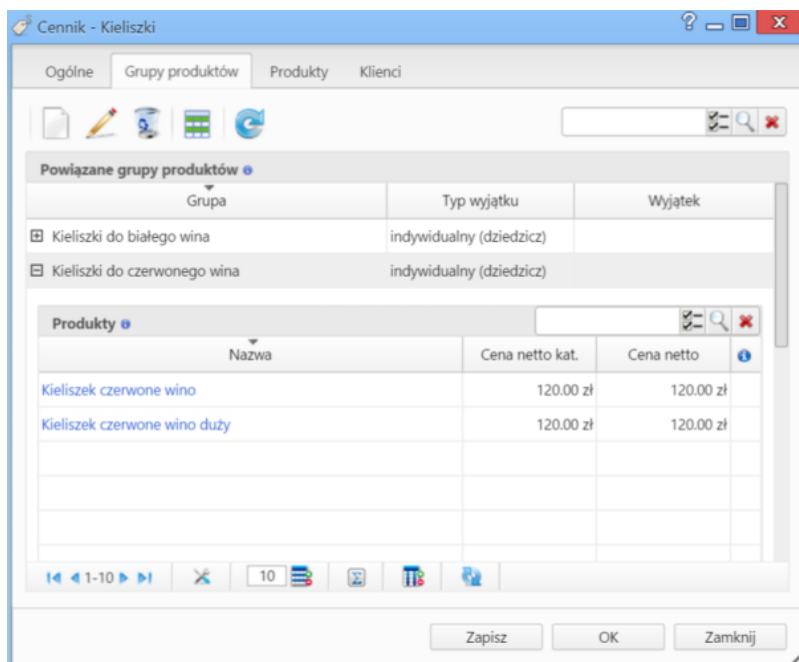 Cennik - Kieliszki
Ogólne Grupy produktów Produkty Klienci
Powiązane grupy produktów
Grupa Typ wyjątku Wyjątek
Kieliszki do białego wina indywidualny (dziedzicz)
Kieliszki do czerwonego wina indywidualny (dziedzicz)
Produkty
Nazwa Cena netto kat. Cena netto
Kieliszek czerwone wino 120.00 zł 120.00 zł
Kieliszek czerwone wino duży 120.00 zł 120.00 zł
1-10 10
Zapisz OK Zamknij